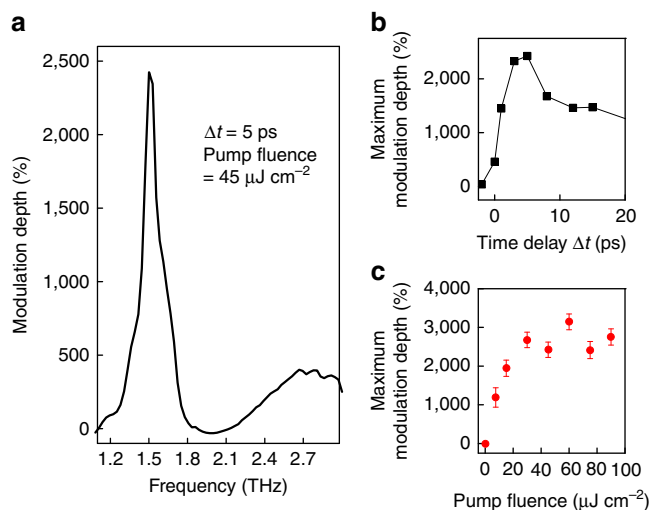 a
Modulation depth (%)
2,500
2,000
1,500
1,000
500
0
1.2 1.5 1.8 2.1 2.4 2.7
Frequency (THz)
Δt = 5 ps
Pump fluence
= 45 μJ cm⁻²
b
Maximum
modulation depth (%)
2,000
1,000
0
0 10 20
Time delay Δt (ps)
c
Maximum
modulation depth (%)
4,000
3,000
2,000
1,000
0
0 20 40 60 80 100
Pump fluence (μJ cm⁻²)